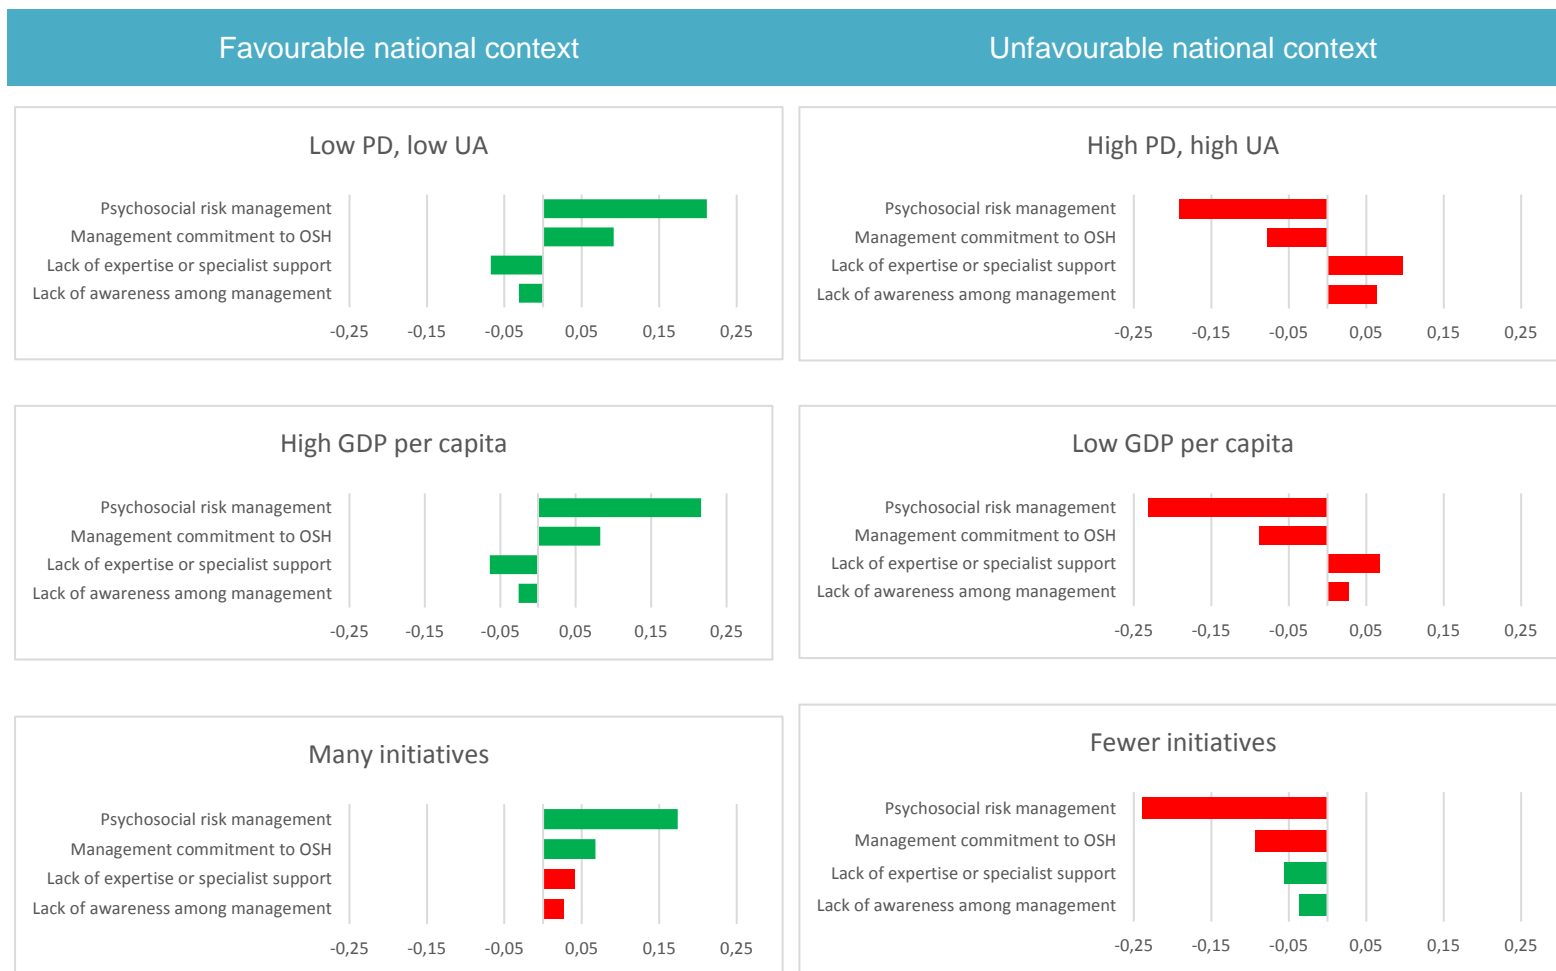 Favourable national context
Unfavourable national context
Low PD, low UA
Psychosocial risk management
Management commitment to OSH
Lack of expertise or specialist support
Lack of awareness among management
-0,25 -0,15 -0,05 0,05 0,15 0,25
High PD, high UA
Psychosocial risk management
Management commitment to OSH
Lack of expertise or specialist support
Lack of awareness among management
-0,25 -0,15 -0,05 0,05 0,15 0,25
High GDP per capita
Psychosocial risk management
Management commitment to OSH
Lack of expertise or specialist support
Lack of awareness among management
-0,25 -0,15 -0,05 0,05 0,15 0,25
Low GDP per capita
Psychosocial risk management
Management commitment to OSH
Lack of expertise or specialist support
Lack of awareness among management
-0,25 -0,15 -0,05 0,05 0,15 0,25
Many initiatives
Psychosocial risk management
Management commitment to OSH
Lack of expertise or specialist support
Lack of awareness among management
-0,25 -0,15 -0,05 0,05 0,15 0,25
Fewer initiatives
Psychosocial risk management
Management commitment to OSH
Lack of expertise or specialist support
Lack of awareness among management
-0,25 -0,15 -0,05 0,05 0,15 0,25